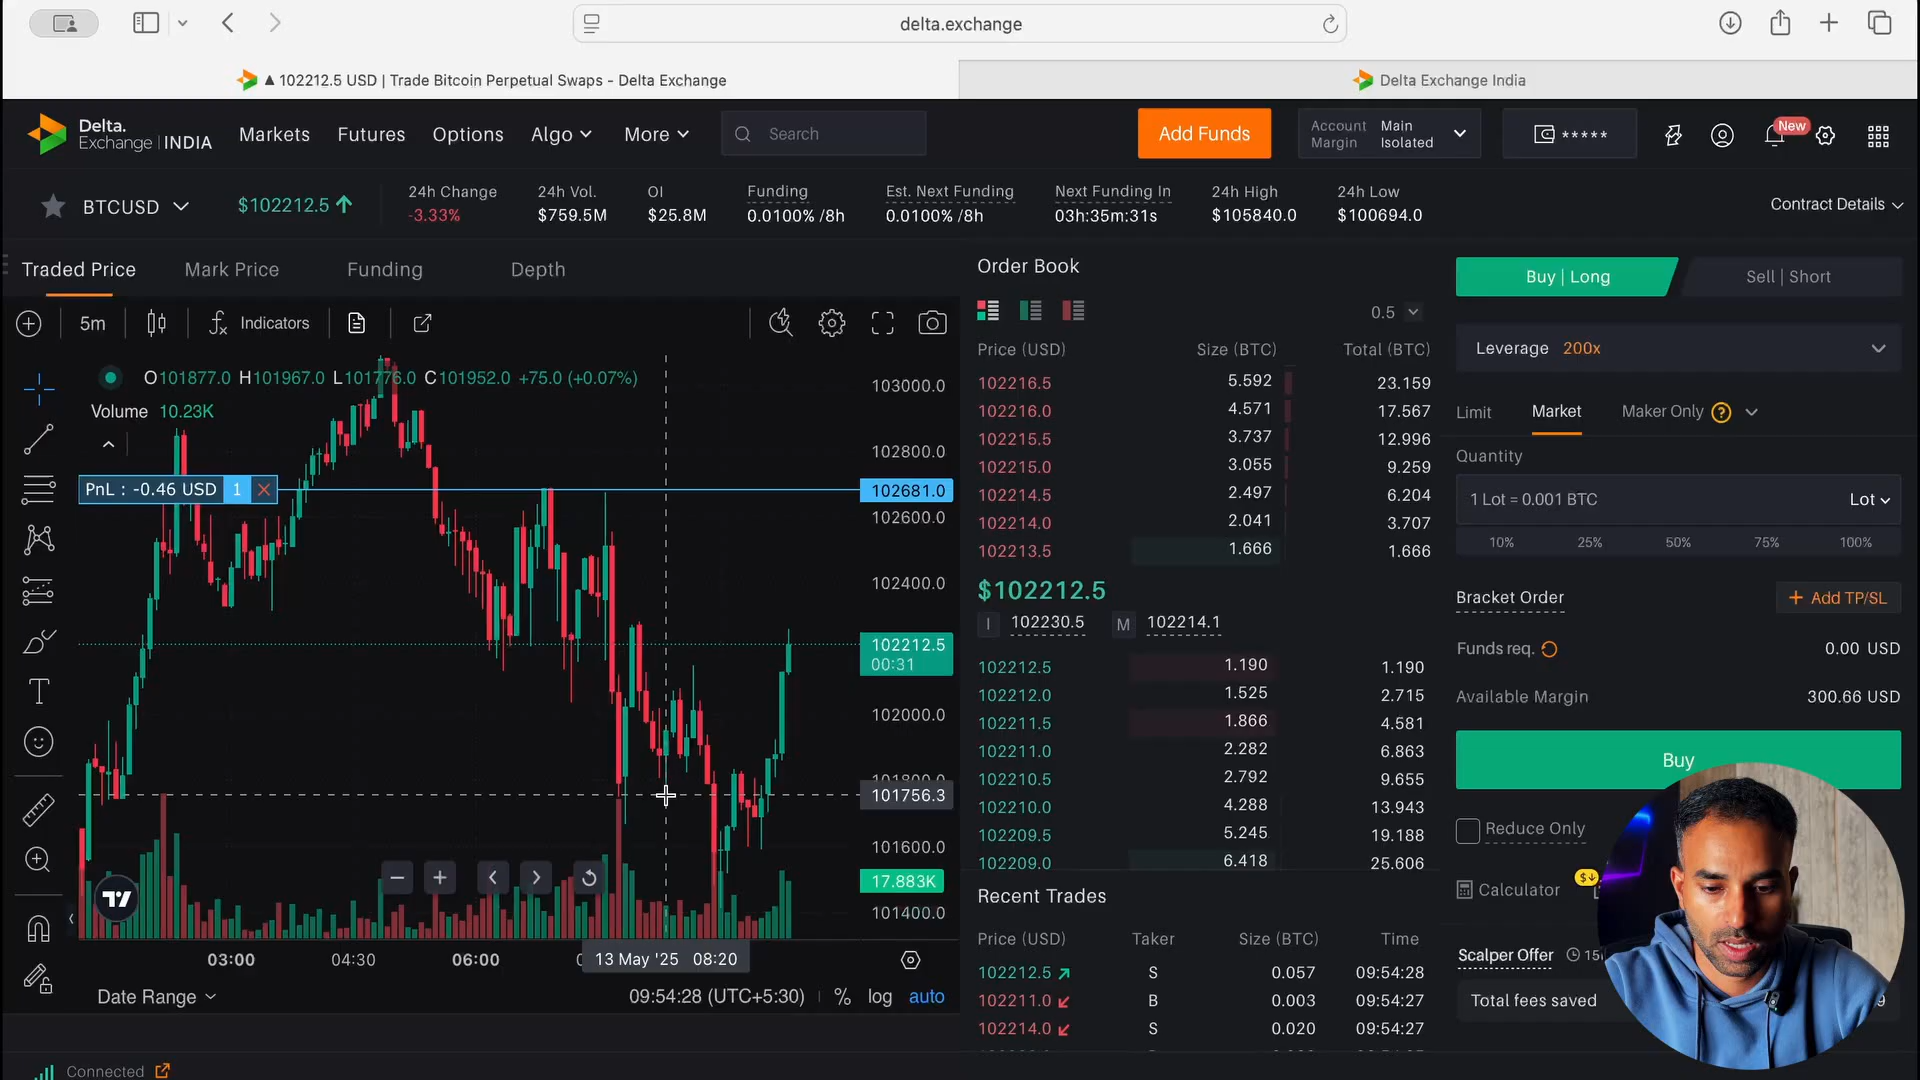 delta.exchange
▲ 102212.5 USD | Trade Bitcoin Perpetual Swaps - Delta Exchange
Delta Exchange India
Delta.
Exchange | INDIA
Markets
Futures
Options
Algo
More
Search
Add Funds
Account Main
Margin Isolated
*****
New
BTCUSD
$102212.5
24h Change
-3.33%
24h Vol.
$759.5M
OI
$25.8M
Funding
0.0100% /8h
Est. Next Funding
0.0100% /8h
Next Funding In
03h:35m:31s
24h High
$105840.0
24h Low
$100694.0
Contract Details
Traded Price
Mark Price
Funding
Depth
5m
Indicators
O101877.0 H101967.0 L101776.0 C101952.0 +75.0 (+0.07%)
Volume 10.23K
PnL : -0.46 USD 1
103000.0
102800.0
102681.0
102600.0
102400.0
102212.5
00:31
102000.0
101800.0
101756.3
101600.0
17.883K
101400.0
03:00
04:30
06:00
13 May '25 08:20
Date Range
09:54:28 (UTC+5:30)
%
log
auto
Connected
Order Book
0.5
Price (USD) Size (BTC) Total (BTC)
102216.5 5.592 23.159
102216.0 4.571 17.567
102215.5 3.737 12.996
102215.0 3.055 9.259
102214.5 2.497 6.204
102214.0 2.041 3.707
102213.5 1.666 1.666
$102212.5
I 102230.5 M 102214.1
102212.5 1.190 1.190
102212.0 1.525 2.715
102211.5 1.866 4.581
102211.0 2.282 6.863
102210.5 2.792 9.655
102210.0 4.288 13.943
102209.5 5.245 19.188
102209.0 6.418 25.606
Recent Trades
Price (USD) Taker Size (BTC) Time
102212.5 S 0.057 09:54:28
102211.0 B 0.003 09:54:27
102214.0 S 0.020 09:54:27
Buy | Long
Sell | Short
Leverage 200x
Limit
Market
Maker Only ?
Quantity
1 Lot = 0.001 BTC
Lot
10% 25% 50% 75% 100%
Bracket Order
+ Add TP/SL
Funds req. 0.00 USD
Available Margin 300.66 USD
Buy
Reduce Only
Calculator
$
Scalper Offer
Total fees saved